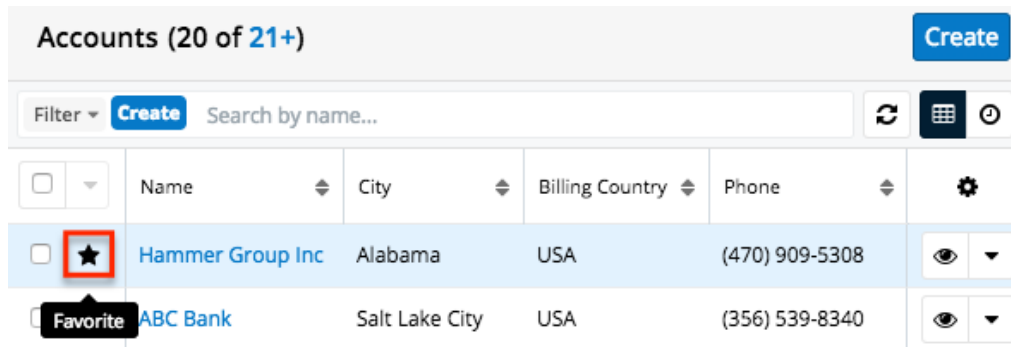 Accounts (20 of 21+) Create
Filter Create Search by name...
Name City Billing Country Phone
Hammer Group Inc Alabama USA (470) 909-5308
Favorite ABC Bank Salt Lake City USA (356) 539-8340